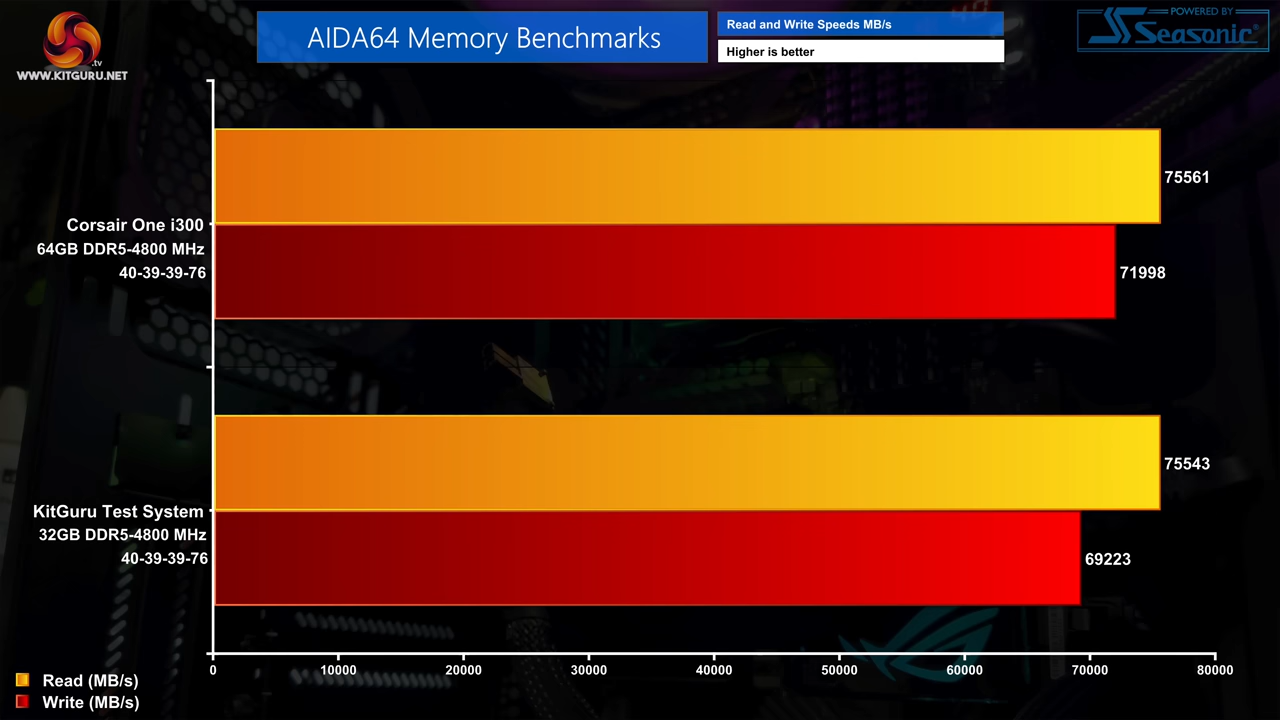 .tv
WWW.KITGURU.NET
AIDA64 Memory Benchmarks
Read and Write Speeds MB/s
Higher is better
POWERED BY
Seasonic
75561
Corsair One i300
64GB DDR5-4800 MHz
40-39-39-76
71998
75543
KitGuru Test System
32GB DDR5-4800 MHz
40-39-39-76
69223
0 10000 20000 30000 40000 50000 60000 70000 80000
Read (MB/s)
Write (MB/s)